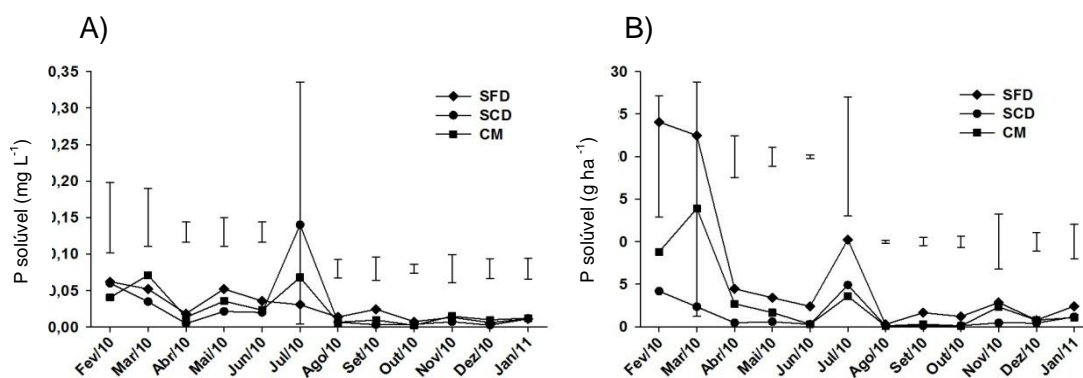 A)
B)
0,35
0,30
0,25
0,20
0,15
0,10
0,05
0,00
P solúvel (mg L-1)
SFD
SCD
CM
Fev/10
Mar/10
Abr/10
Mai/10
Jun/10
Jul/10
Ago/10
Set/10
Out/10
Nov/10
Dez/10
Jan/11
30
5
0
5
0
5
0
P solúvel (g ha -1)
SFD
SCD
CM
Fev/10
Mar/10
Abr/10
Mai/10
Jun/10
Jul/10
Ago/10
Set/10
Out/10
Nov/10
Dez/10
Jan/11